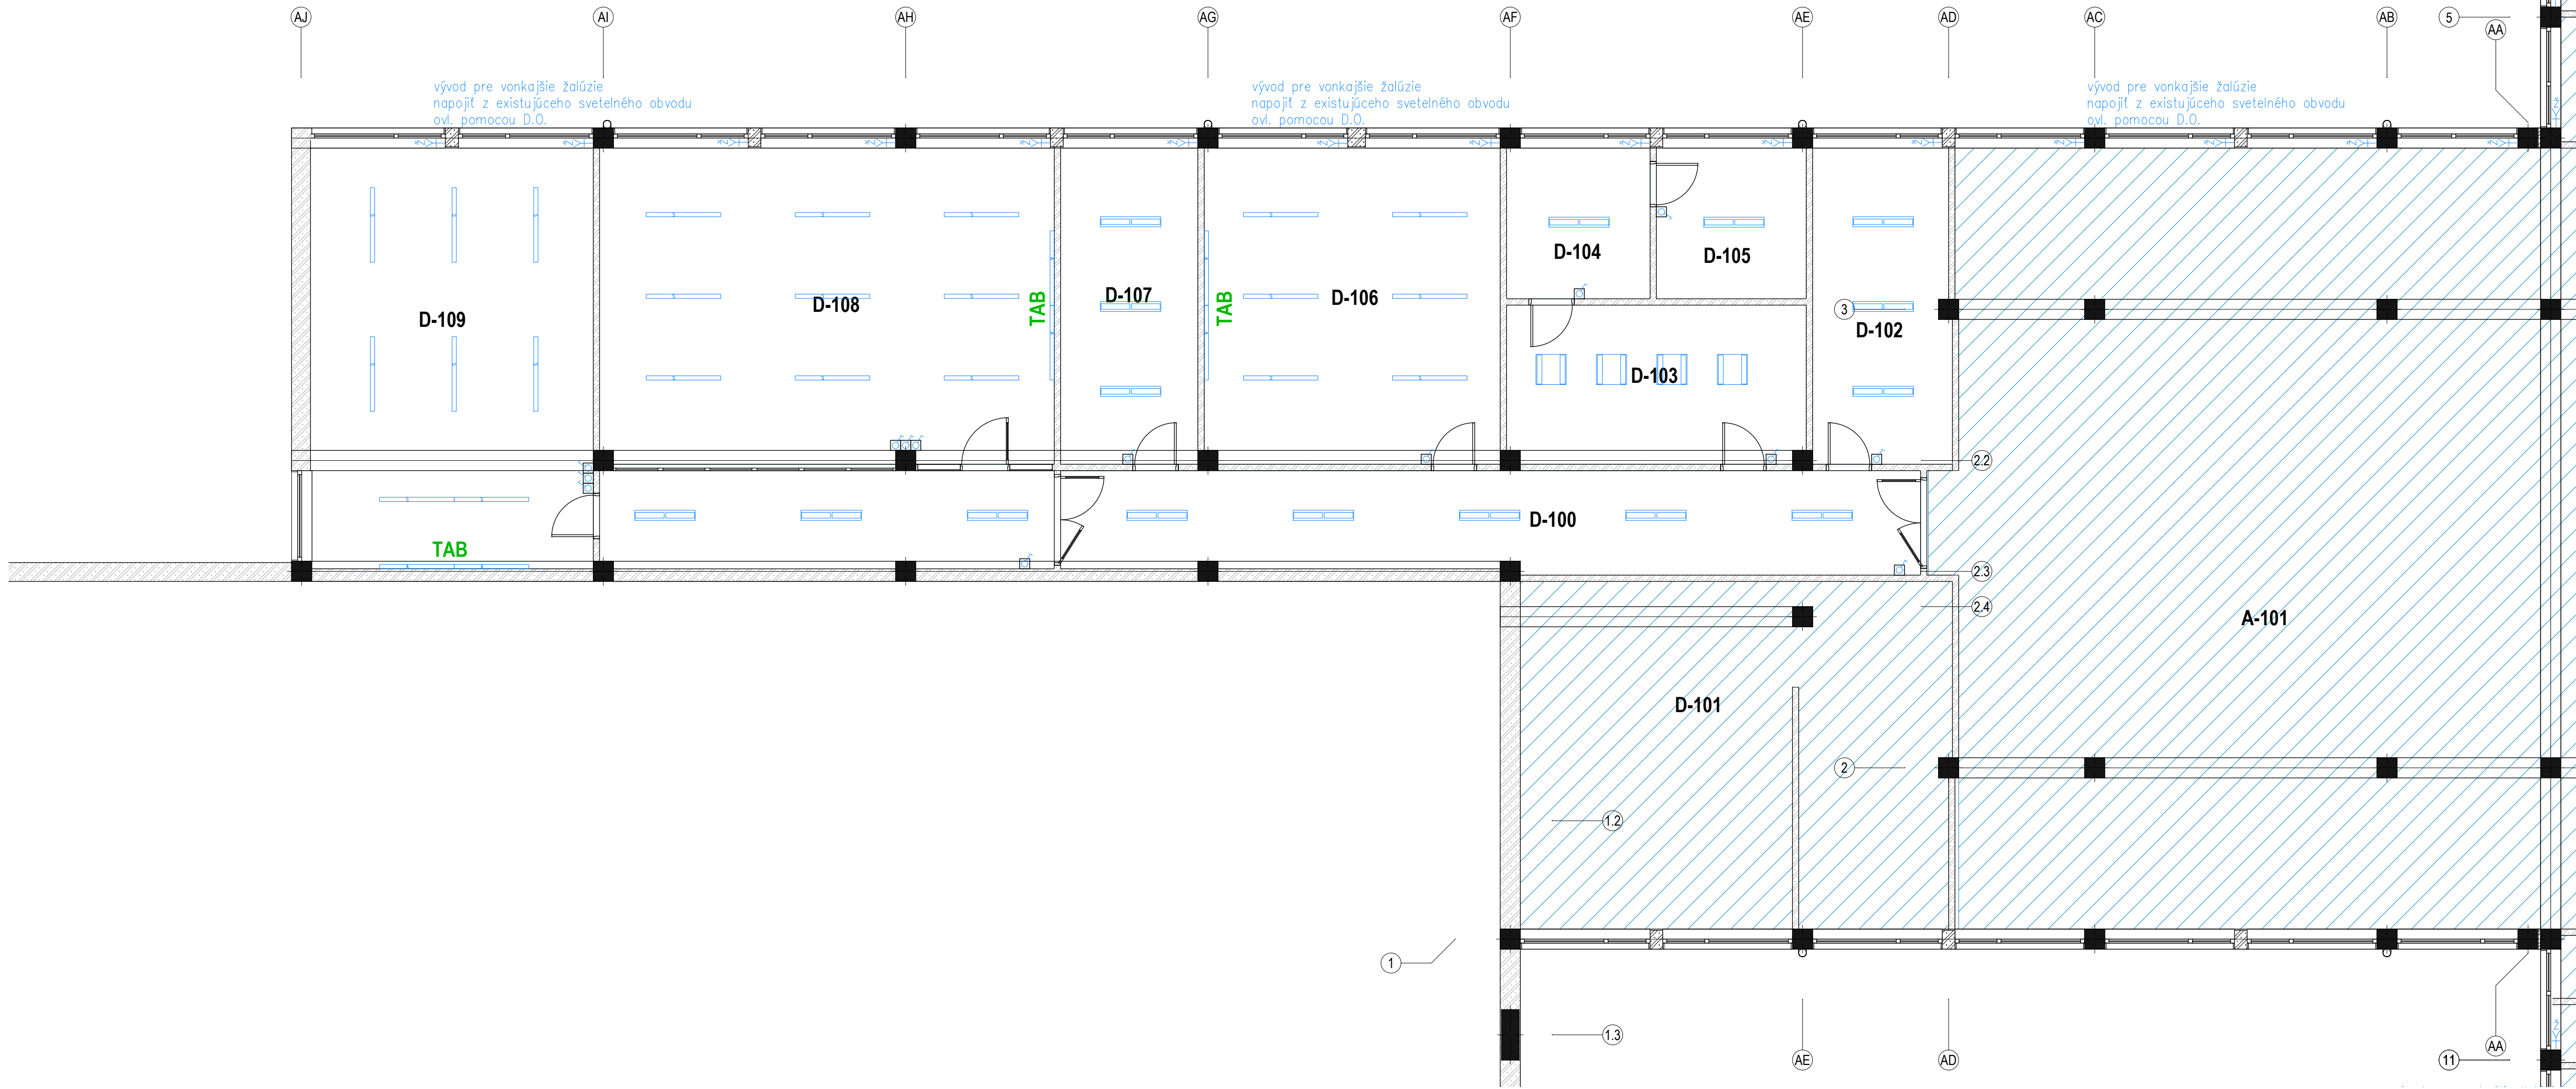 AJ AI AH AG AF AE AD AC AB 5 AA
vývod pre vonkajšie žalúzie
napojiť z existujúceho svetelného obvodu
ovl. pomocou D.O.
vývod pre vonkajšie žalúzie
napojiť z existujúceho svetelného obvodu
ovl. pomocou D.O.
vývod pre vonkajšie žalúzie
napojiť z existujúceho svetelného obvodu
ovl. pomocou D.O.
Ž Ž Ž Ž Ž Ž Ž Ž Ž Ž Ž Ž Ž Ž Ž Ž
D-104
D-105
D-109
D-108
TAB
D-107
TAB
D-106
3
D-102
D-103
2.2
D-100
TAB
2.3
2.4
A-101
D-101
2
1.2
1
1.3
AE AD 11 AA
Ž